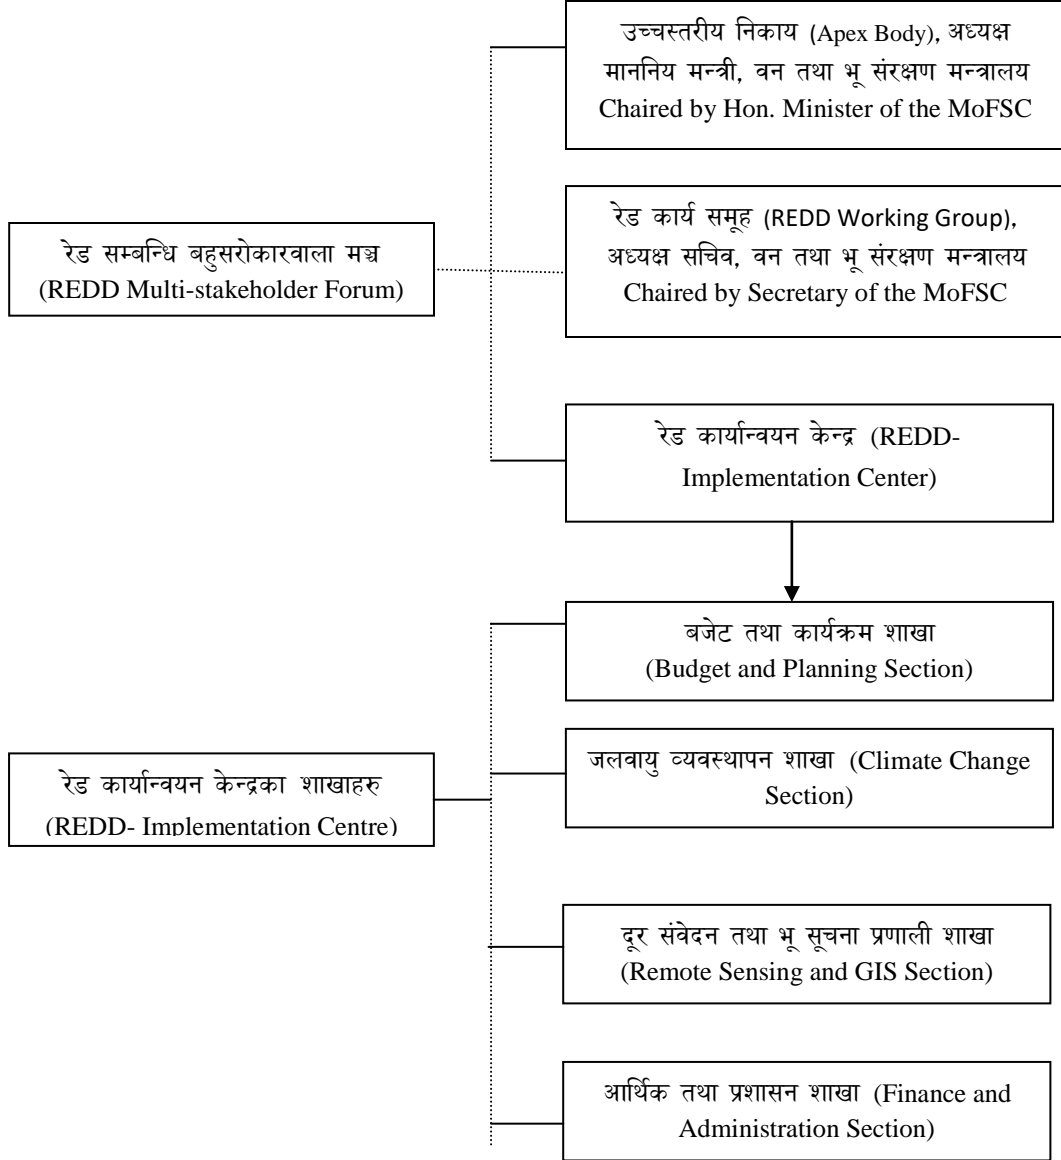 उच्चस्तरीय निकाय (Apex Body), अध्यक्ष
माननिय मन्त्री, वन तथा भू संरक्षण मन्त्रालय
Chaired by Hon. Minister of the MoFSC
रेड सम्बन्धि बहुसरोकारवाला मञ्च
(REDD Multi-stakeholder Forum)
रेड कार्य समूह (REDD Working Group),
अध्यक्ष सचिव, वन तथा भू संरक्षण मन्त्रालय
Chaired by Secretary of the MoFSC
रेड कार्यान्वयन केन्द्र (REDD-
Implementation Center)
बजेट तथा कार्यक्रम शाखा
(Budget and Planning Section)
रेड कार्यान्वयन केन्द्रका शाखाहरु
(REDD- Implementation Centre)
जलवायु व्यवस्थापन शाखा (Climate Change
Section)
दूर संवेदन तथा भू सूचना प्रणाली शाखा
(Remote Sensing and GIS Section)
आर्थिक तथा प्रशासन शाखा (Finance and
Administration Section)